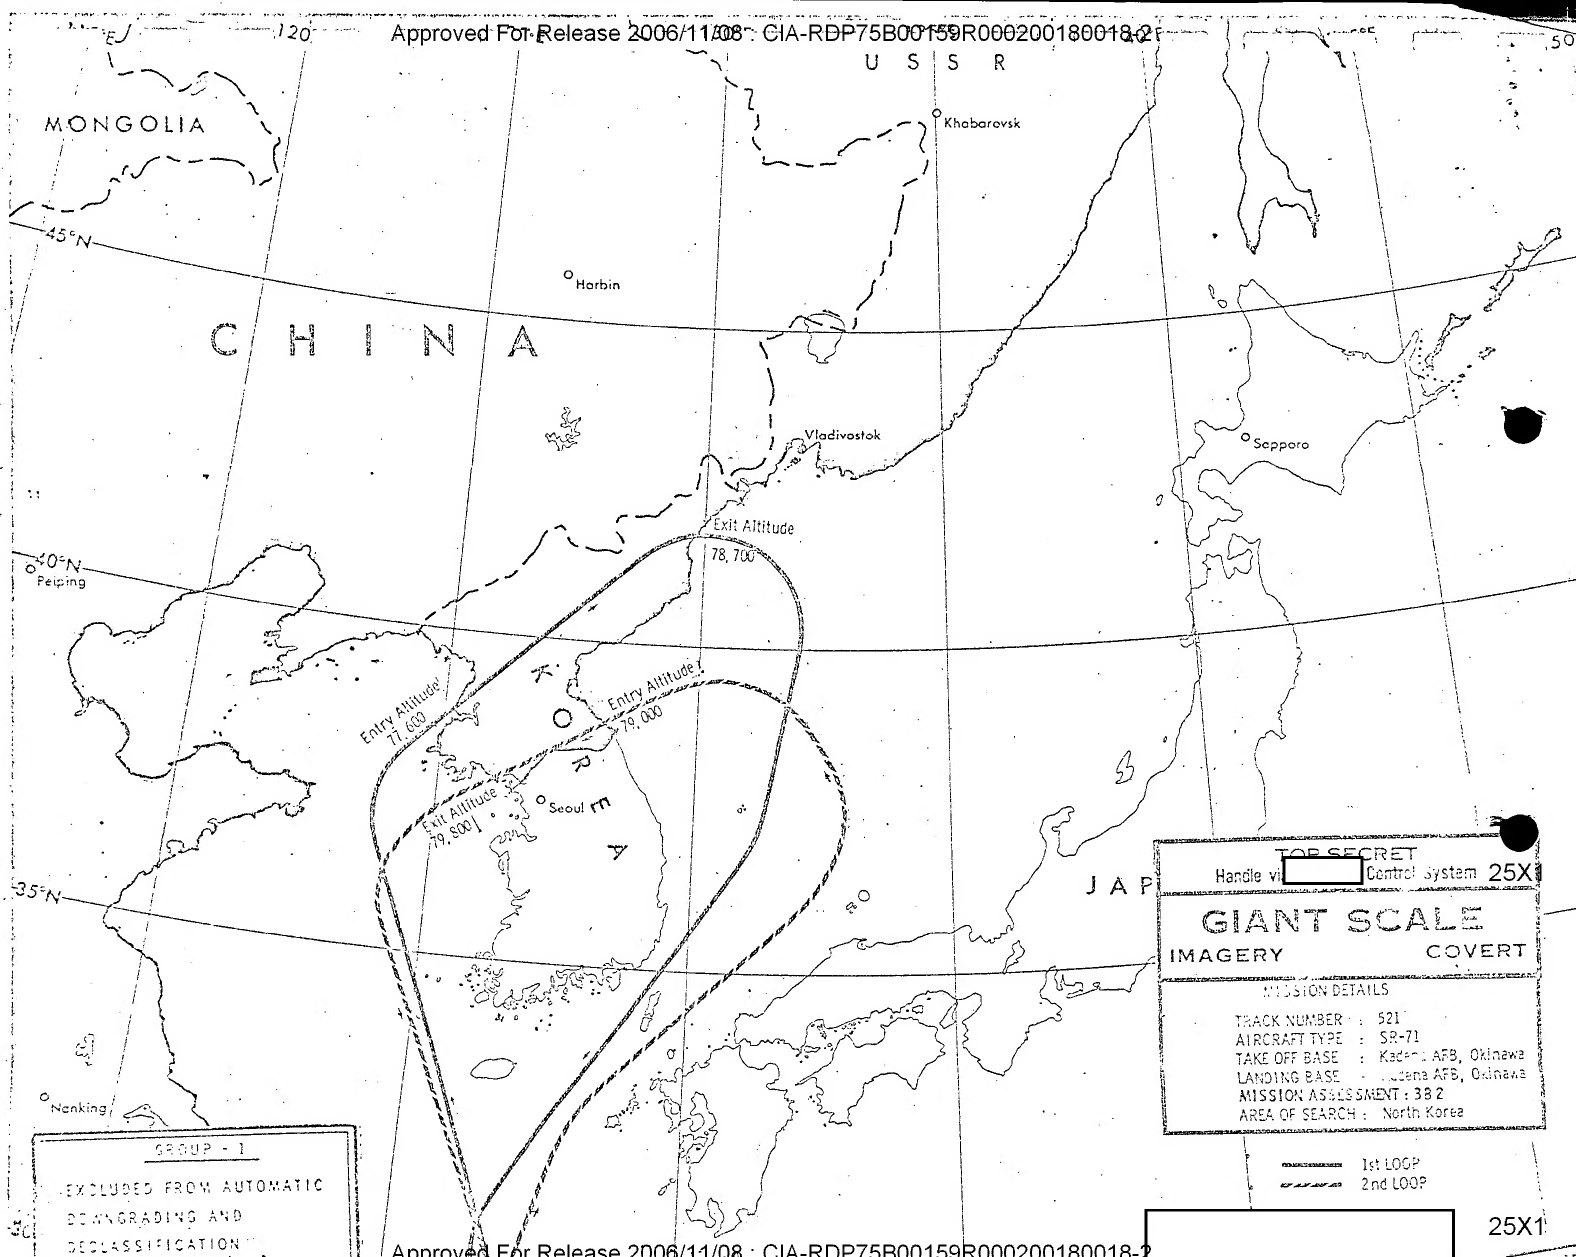 Approved For Release 2006/11/08 : CIA-RDP75B00159R000200180018-2
120
USSR
50
MONGOLIA
Khabarovsk
45°N
Harbin
CHINA
Vladivostok
Sapporo
Exit Altitude
78,700
40°N
Peiping
KOREA
Entry Altitude
77,600
Entry Altitude
79,000
Exit Altitude
79,800
Seoul
35°N
JAP
TOP SECRET
Handle via Control System 25X1
GIANT SCALE
IMAGERY COVERT
MISSION DETAILS
TRACK NUMBER : 521
AIRCRAFT TYPE : SR-71
TAKE OFF BASE : Kadena AFB, Okinawa
LANDING BASE - Kadena AFB, Okinawa
MISSION ASSESSMENT : 3B2
AREA OF SEARCH : North Korea
1st LOOP
2nd LOOP
Nanking
GROUP - 1
EXCLUDED FROM AUTOMATIC
DOWNGRADING AND
DECLASSIFICATION
25X1
Approved For Release 2006/11/08 : CIA-RDP75B00159R000200180018-2